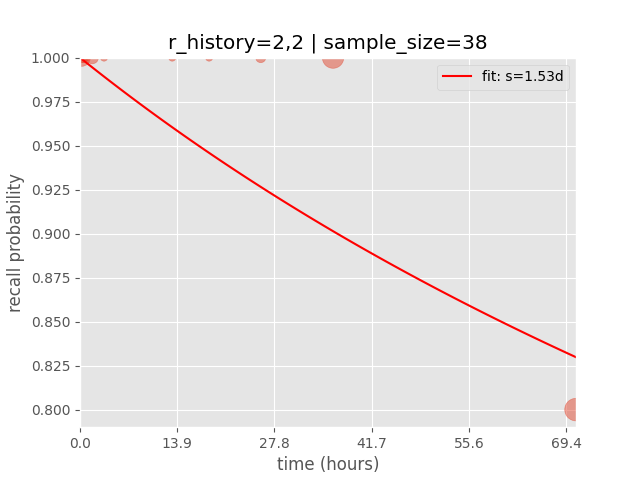 r_history=2,2 | sample_size=38
1.000
0.975
0.950
0.925
0.900
0.875
0.850
0.825
0.800
recall probability
fit: s=1.53d
0.0 13.9 27.8 41.7 55.6 69.4
time (hours)